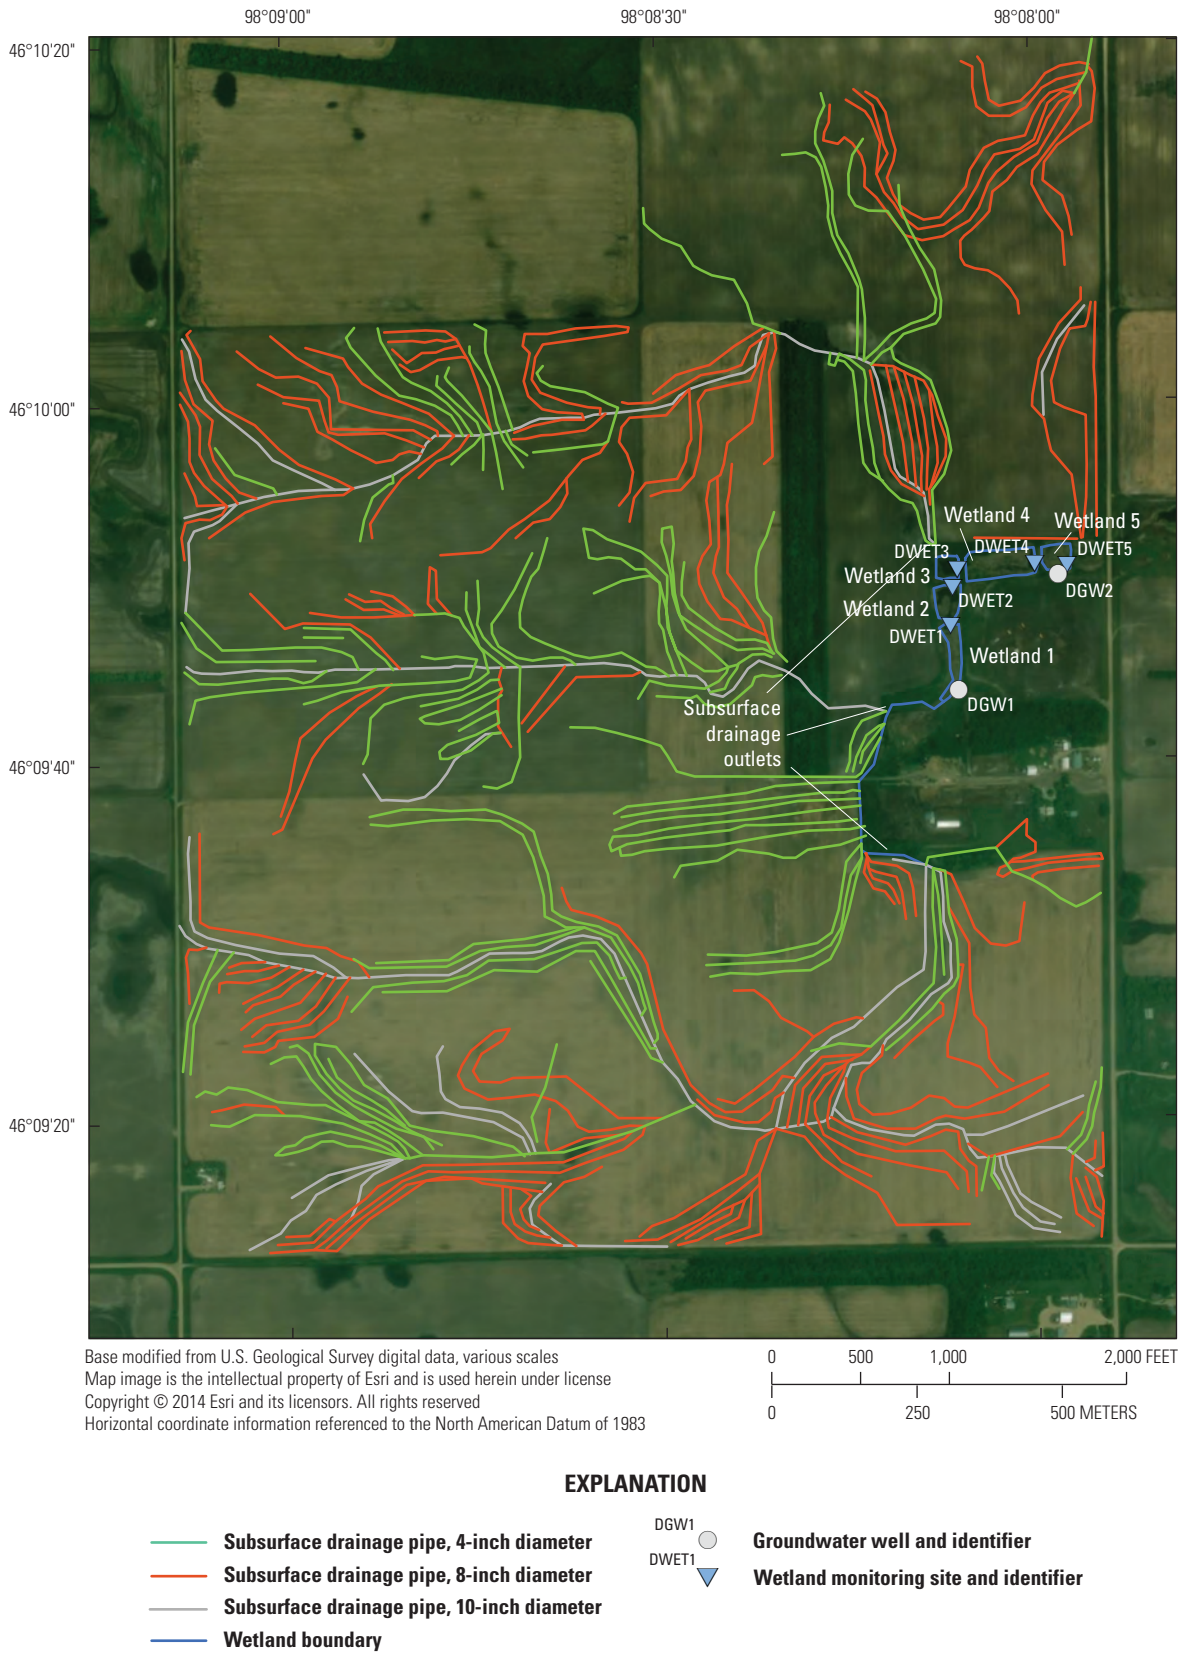 98°09'00"
98°08'30"
98°08'00"
46°10'20"
46°10'00"
Wetland 4
Wetland 5
DWET3
DWET4
DWET5
Wetland 3
DGW2
DWET2
Wetland 2
DWET1
Wetland 1
DGW1
Subsurface
drainage
outlets
46°09'40"
46°09'20"
Base modified from U.S. Geological Survey digital data, various scales
Map image is the intellectual property of Esri and is used herein under license
Copyright © 2014 Esri and its licensors. All rights reserved
Horizontal coordinate information referenced to the North American Datum of 1983
0 500 1,000 2,000 FEET
0 250 500 METERS
EXPLANATION
Subsurface drainage pipe, 4-inch diameter
Subsurface drainage pipe, 8-inch diameter
Subsurface drainage pipe, 10-inch diameter
Wetland boundary
DGW1
Groundwater well and identifier
DWET1
Wetland monitoring site and identifier